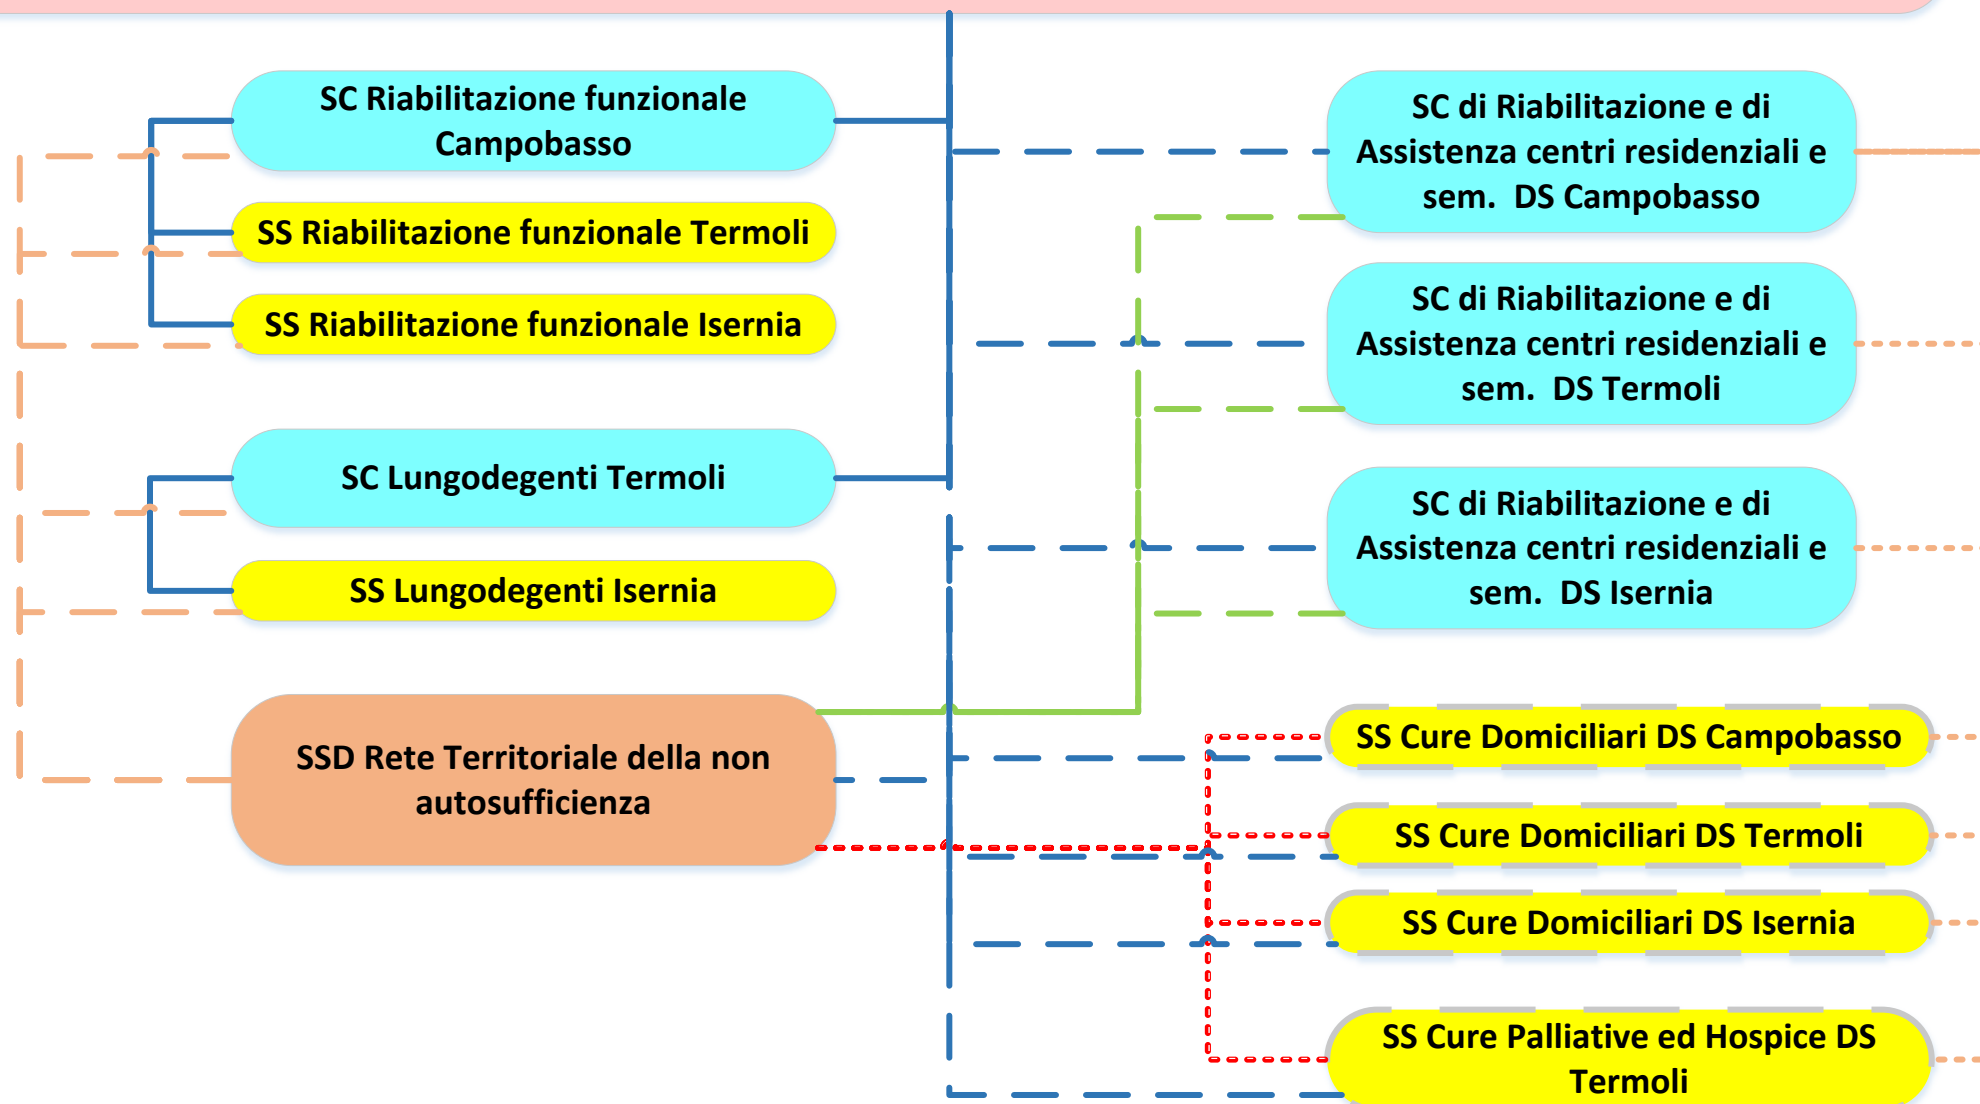 SC Riabilitazione funzionale
Campobasso
SS Riabilitazione funzionale Termoli
SS Riabilitazione funzionale Isernia
SC Lungodegenti Termoli
SS Lungodegenti Isernia
SSD Rete Territoriale della non
autosufficienza
SC di Riabilitazione e di
Assistenza centri residenziali e
sem. DS Campobasso
SC di Riabilitazione e di
Assistenza centri residenziali e
sem. DS Termoli
SC di Riabilitazione e di
Assistenza centri residenziali e
sem. DS Isernia
SS Cure Domiciliari DS Campobasso
SS Cure Domiciliari DS Termoli
SS Cure Domiciliari DS Isernia
SS Cure Palliative ed Hospice DS
Termoli